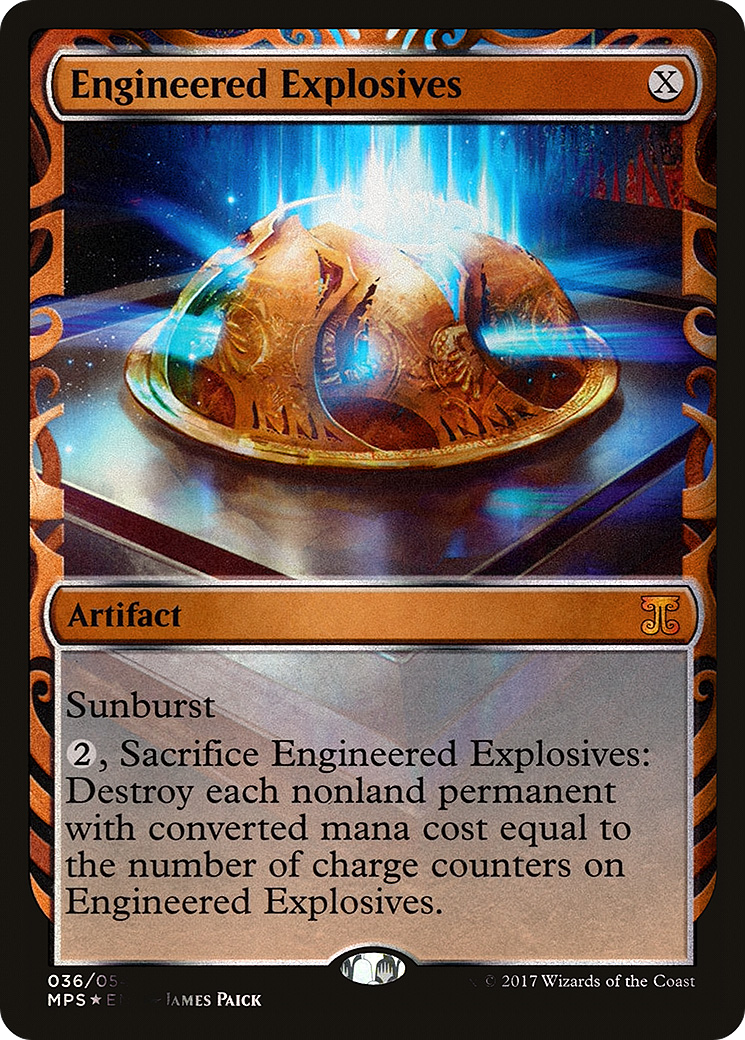 Engineered Explosives X
Artifact
Sunburst
2, Sacrifice Engineered Explosives:
Destroy each nonland permanent
with converted mana cost equal to
the number of charge counters on
Engineered Explosives.
036/05
MPS★E James Paick
© 2017 Wizards of the Coast